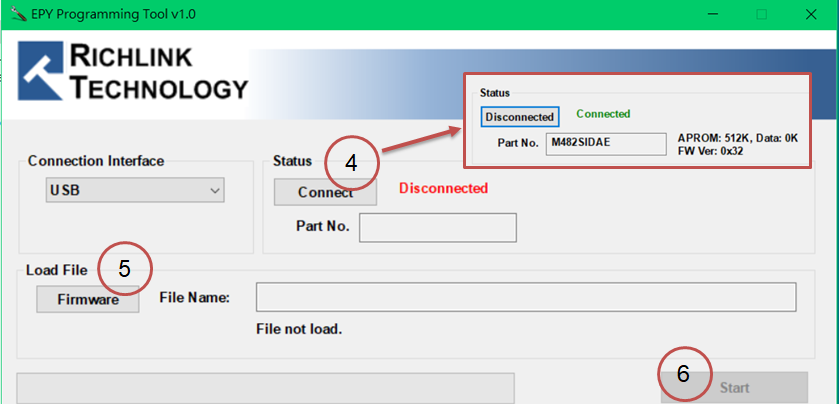 EPY Programming Tool v1.0
RICHLINK
TECHNOLOGY
Status
Disconnected Connected
Part No. M482SIDAE APROM: 512K, Data: 0K
FW Ver: 0x32
Connection Interface
USB
Status 4
Connect Disconnected
Part No.
Load File 5
Firmware File Name:
File not load.
6 Start